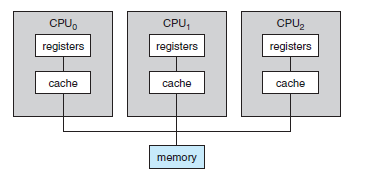 CPU₀ CPU₁ CPU₂
registers registers registers
cache cache cache
memory